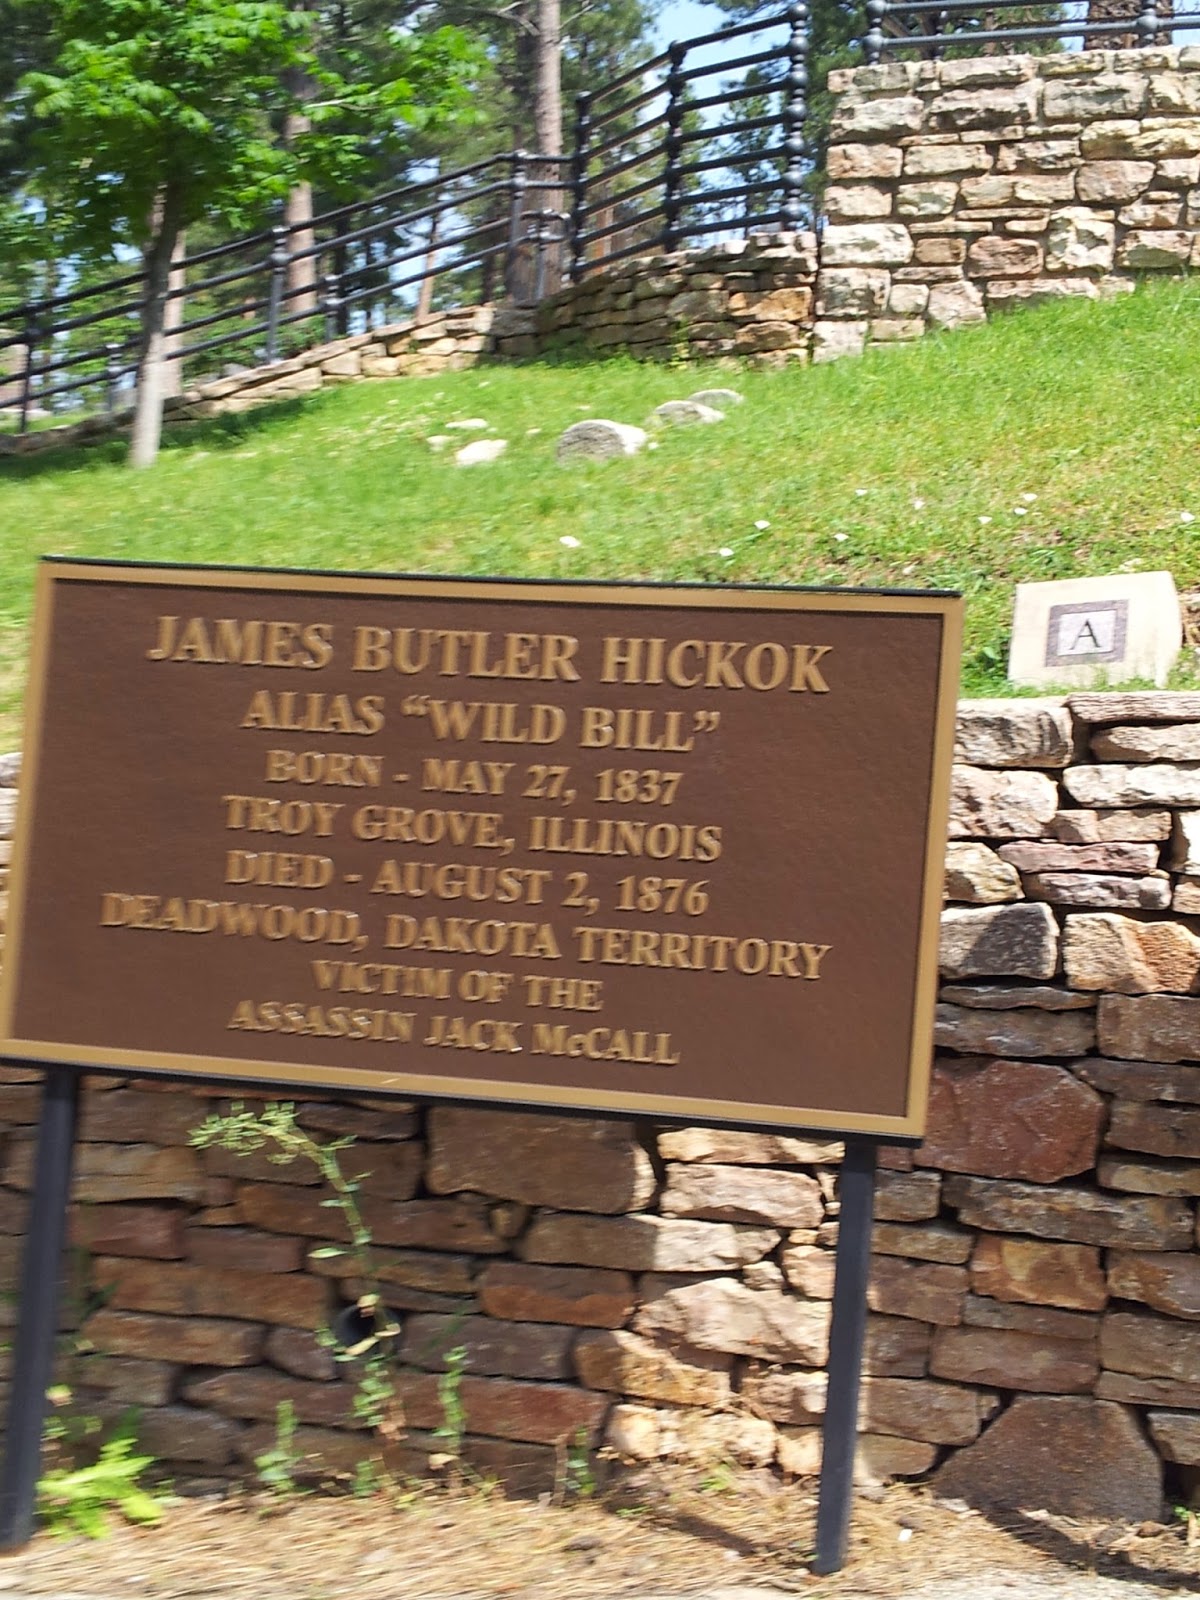 JAMES BUTLER HICKOK
ALIAS “WILD BILL”
BORN - MAY 27, 1837
TROY GROVE, ILLINOIS
DIED - AUGUST 2, 1876
DEADWOOD, DAKOTA TERRITORY
VICTIM OF THE
ASSASSIN JACK McCALL
A